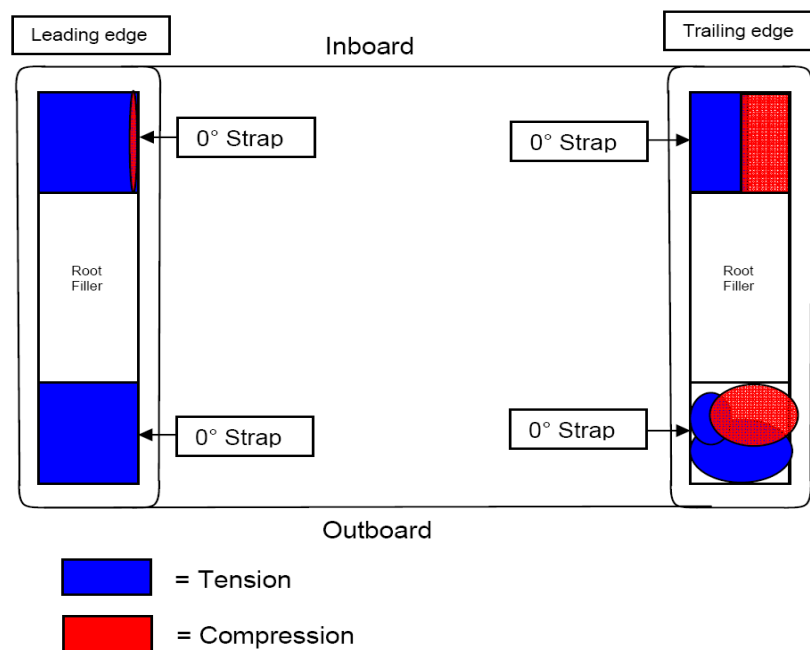 Leading edge
Inboard
Trailing edge
0° Strap
0° Strap
Root
Filler
Root
Filler
0° Strap
0° Strap
Outboard
= Tension
= Compression